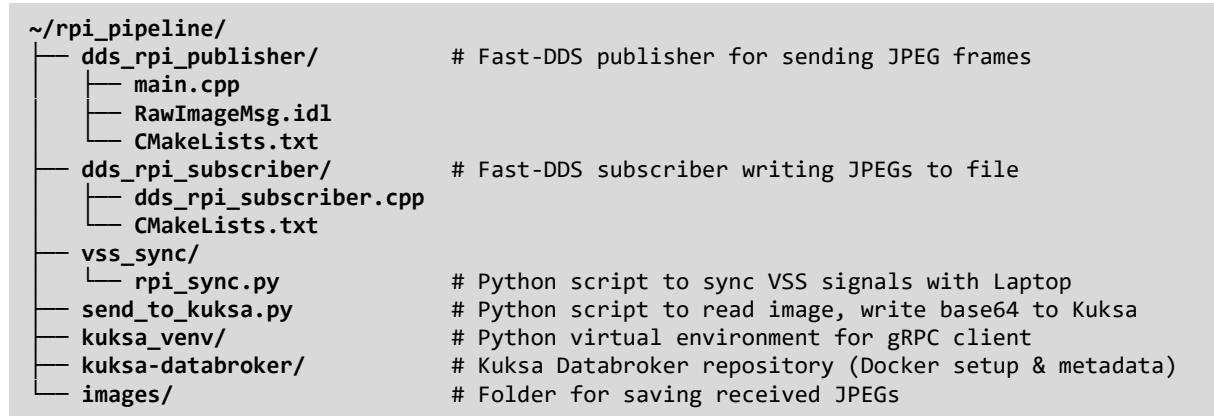 ~/rpi_pipeline/
├── dds_rpi_publisher/ # Fast-DDS publisher for sending JPEG frames
│   ├── main.cpp
│   ├── RawImageMsg.idl
│   └── CMakeLists.txt
├── dds_rpi_subscriber/ # Fast-DDS subscriber writing JPEGs to file
│   ├── dds_rpi_subscriber.cpp
│   └── CMakeLists.txt
├── vss_sync/
│   └── rpi_sync.py # Python script to sync VSS signals with Laptop
├── send_to_kuksa.py # Python script to read image, write base64 to Kuksa
├── kuksa_venv/ # Python virtual environment for gRPC client
├── kuksa-databroker/ # Kuksa Databroker repository (Docker setup & metadata)
└── images/ # Folder for saving received JPEGs